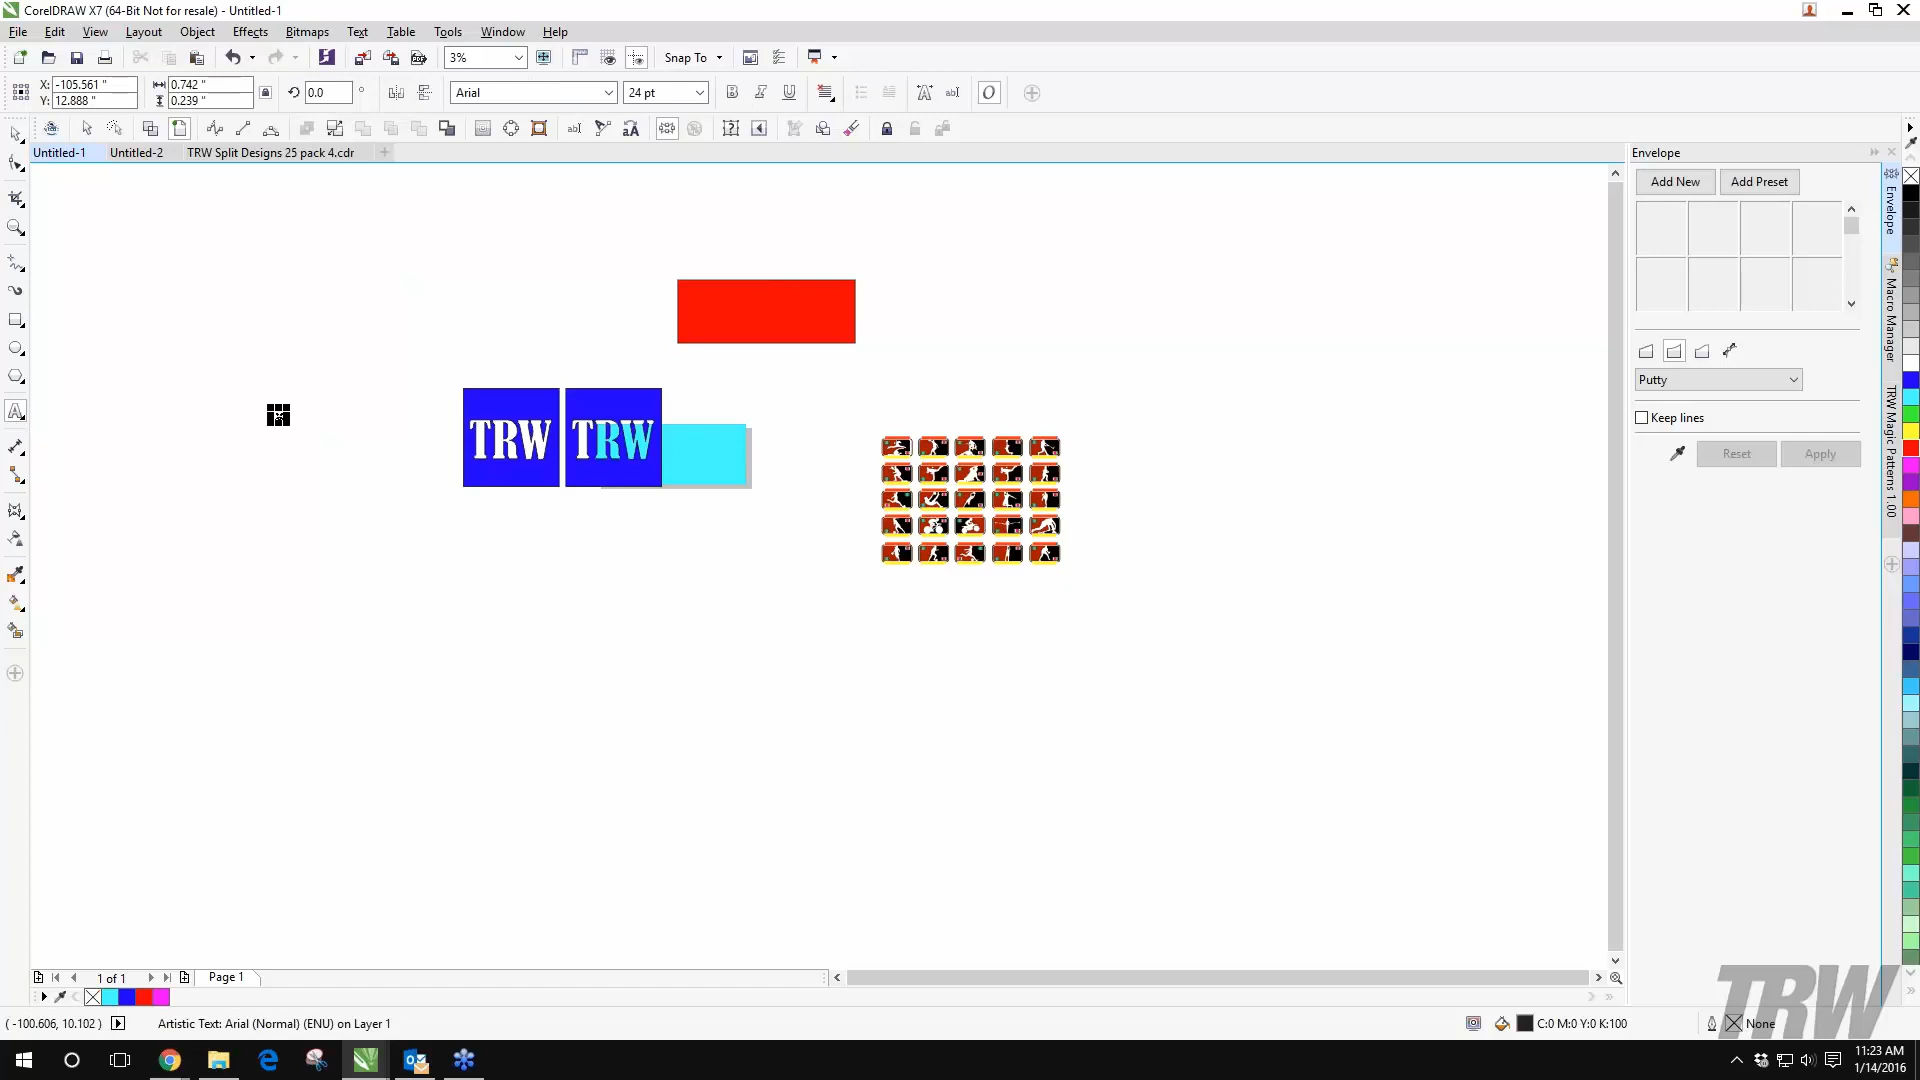 CorelDRAW X7 (64-Bit Not for resale) - Untitled-1
File Edit View Layout Object Effects Bitmaps Text Table Tools Window Help
3% Snap To
X: -105.561 " 0.742 " 0.0 ° Arial 24 pt B I U ab| O
Y: 12.888 " 0.239 "
Untitled-1 Untitled-2 TRW Split Designs 25 pack 4.cdr
Envelope
Add New Add Preset
Putty
Keep lines
Reset Apply
Envelope
Macro Manager
TRW Magic Patterns 1.00
TRW TRW
1 of 1 Page 1
( -100.606, 10.102 ) Artistic Text: Arial (Normal) (ENU) on Layer 1 C:0 M:0 Y:0 K:100 None
TRW
11:23 AM
1/14/2016